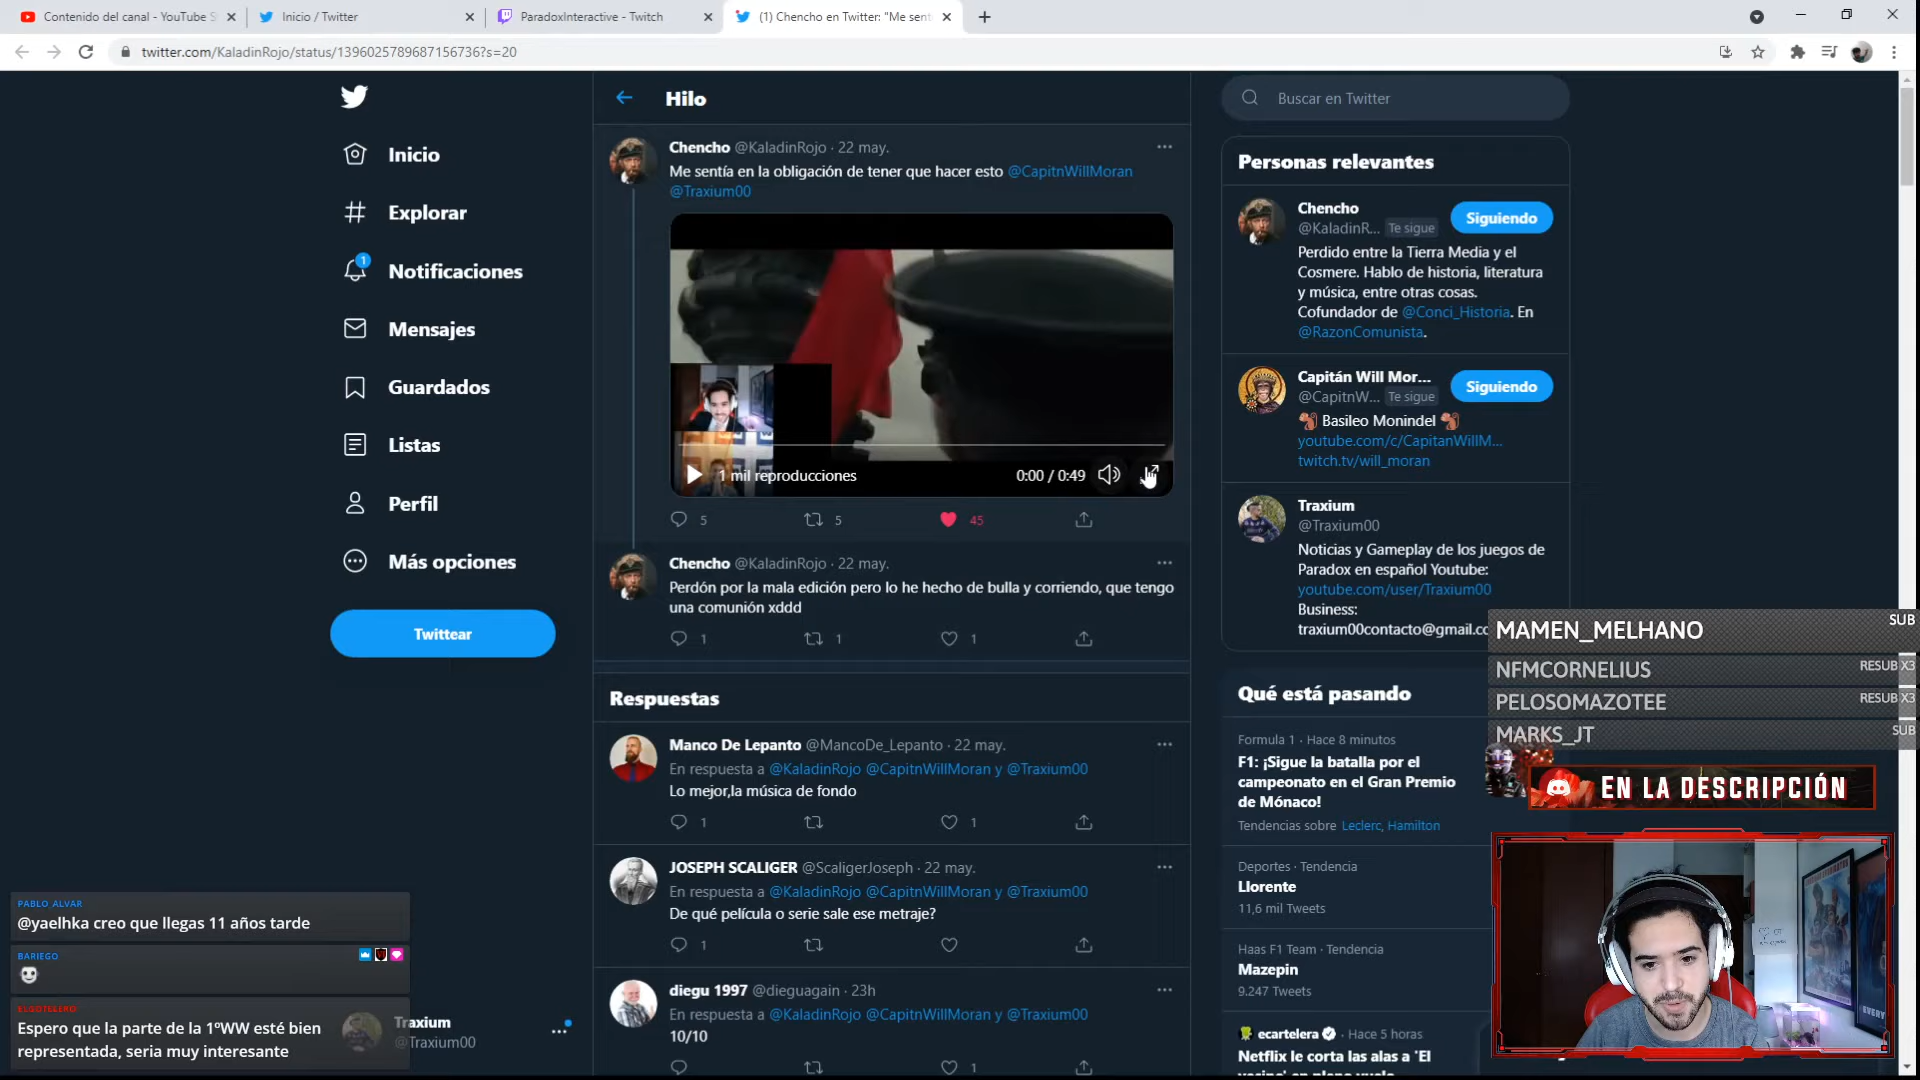 Contenido del canal - YouTube S
Inicio / Twitter
ParadoxInteractive - Twitch
(1) Chencho en Twitter: "Me sent
twitter.com/KaladinRojo/status/1396025789687156736?s=20
Inicio
Explorar
1
Notificaciones
Mensajes
Guardados
Listas
Perfil
Más opciones
Twittear
Hilo
Chencho @KaladinRojo · 22 may.
Me sentía en la obligación de tener que hacer esto @CapitnWillMoran
@Traxium00
1 mil reproducciones
0:00 / 0:49
5 5 45
Chencho @KaladinRojo · 22 may.
Perdón por la mala edición pero lo he hecho de bulla y corriendo, que tengo
una comunión xddd
1 1 1
Respuestas
Manco De Lepanto @MancoDe_Lepanto · 22 may.
En respuesta a @KaladinRojo @CapitnWillMoran y @Traxium00
Lo mejor,la música de fondo
1 1
JOSEPH SCALIGER @ScaligerJoseph · 22 may.
En respuesta a @KaladinRojo @CapitnWillMoran y @Traxium00
De qué película o serie sale ese metraje?
1
diegu 1997 @dieguagain · 23h
En respuesta a @KaladinRojo @CapitnWillMoran y @Traxium00
10/10
1
Buscar en Twitter
Personas relevantes
Chencho
@KaladinR... Te sigue
Siguiendo
Perdido entre la Tierra Media y el
Cosmere. Hablo de historia, literatura
y música, entre otras cosas.
Cofundador de @Conci_Historia. En
@RazonComunista.
Capitán Will Mor...
@CapitnW... Te sigue
Siguiendo
Basileo Monindel
youtube.com/c/CapitanWillM...
twitch.tv/will_moran
Traxium
@Traxium00
Noticias y Gameplay de los juegos de
Paradox en español Youtube:
youtube.com/user/Traxium00
Business:
traxium00contacto@gmail.cc
Qué está pasando
Formula 1 · Hace 8 minutos
F1: ¡Sigue la batalla por el
campeonato en el Gran Premio
de Mónaco!
Tendencias sobre Leclerc, Hamilton
Deportes · Tendencia
Llorente
11,6 mil Tweets
Haas F1 Team · Tendencia
Mazepin
9.247 Tweets
ecartelera · Hace 5 horas
Netflix le corta las alas a 'El
MAMEN_MELHANO SUB
NFMCORNELIUS RESUB X3
PELOSOMAZOTEE RESUB X3
MARKS_JT SUB
EN LA DESCRIPCIÓN
PABLO ALVAR
@yaelhka creo que llegas 11 años tarde
BARIEGO
Espero que la parte de la 1ºWW esté bien
representada, seria muy interesante
Traxium
@Traxium00